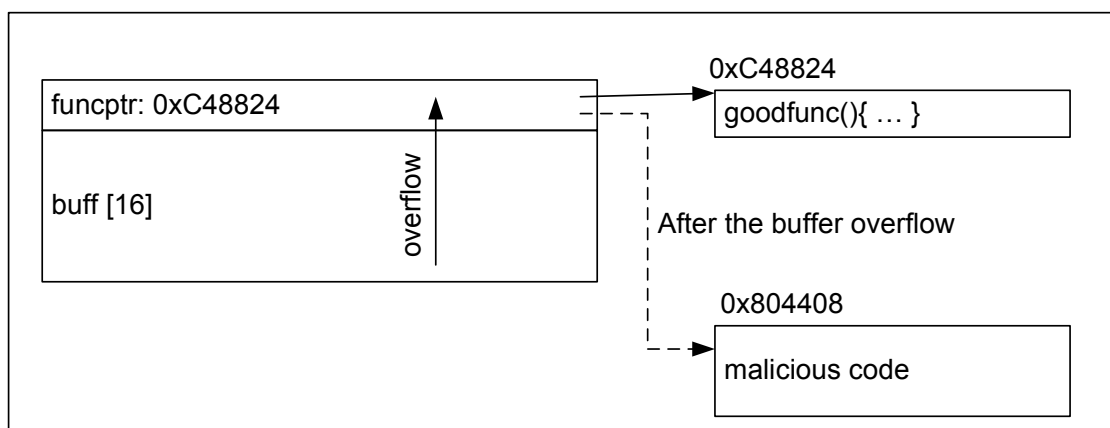 0xC48824
funcptr: 0xC48824
goodfunc(){ … }
buff [16]
overflow
After the buffer overflow
0x804408
malicious code